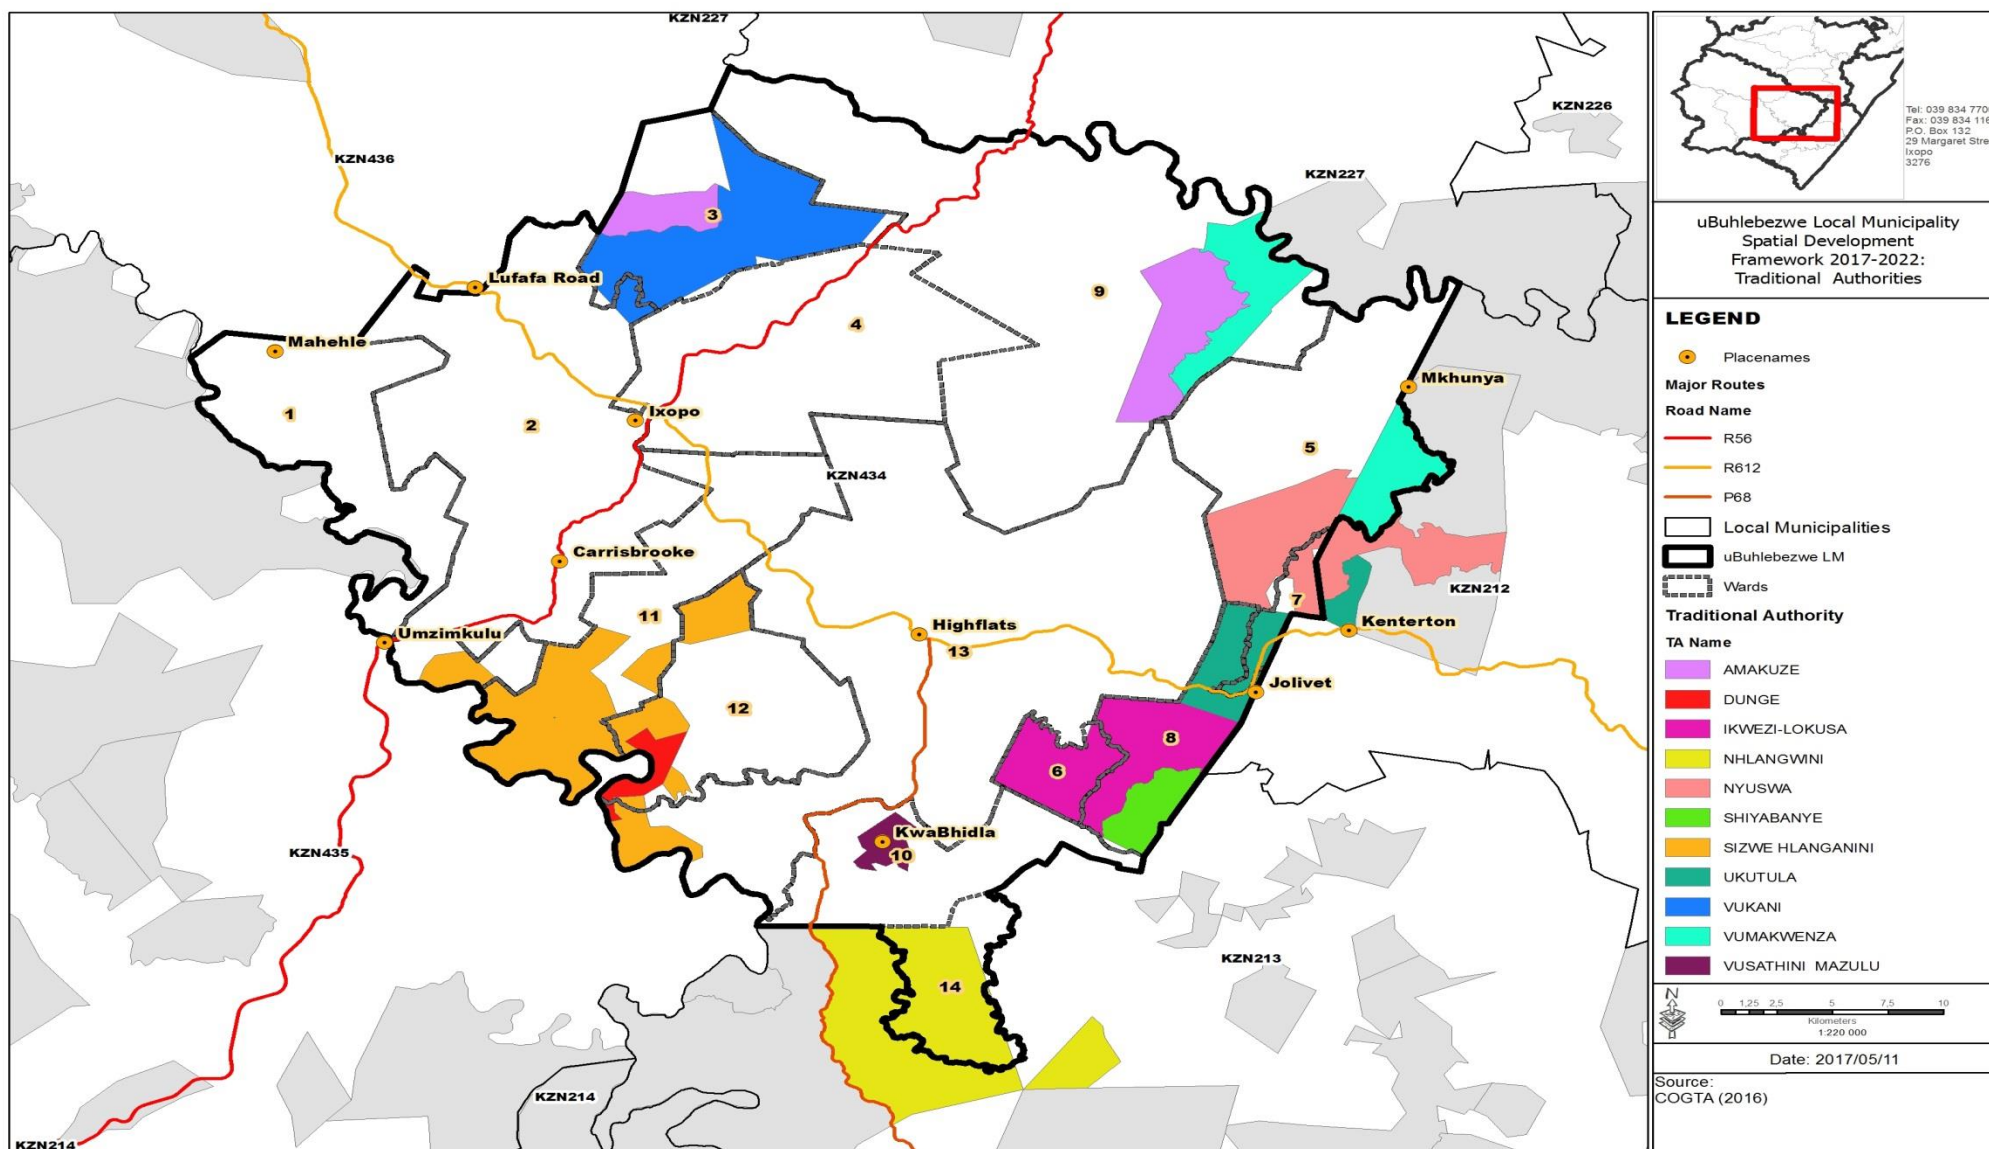 KZN227
KZN226
KZN436
KZN227
3
Lufafa Road
9
4
Mahehle
Mkhunya
1
2
Ixopo
5
KZN434
Carrisbrooke
KZN212
7
11
Umzimkulu
Highflats
Kenterton
13
Jolivet
12
8
6
KwaBhidla
10
KZN435
KZN213
14
KZN214
KZN214
Tel: 039 834 770
Fax: 039 834 116
P.O. Box 132
29 Margaret Stre
Ixopo
3276
uBuhlebezwe Local Municipality
Spatial Development
Framework 2017-2022:
Traditional Authorities
LEGEND
Placenames
Major Routes
Road Name
R56
R612
P68
Local Municipalities
uBuhlebezwe LM
Wards
Traditional Authority
TA Name
AMAKUZE
DUNGE
IKWEZI-LOKUSA
NHLANGWINI
NYUSWA
SHIYABANYE
SIZWE HLANGANINI
UKUTULA
VUKANI
VUMAKWENZA
VUSATHINI MAZULU
N
0 1,25 2,5 5 7,5 10
Kilometers
1:220 000
Date: 2017/05/11
Source:
COGTA (2016)